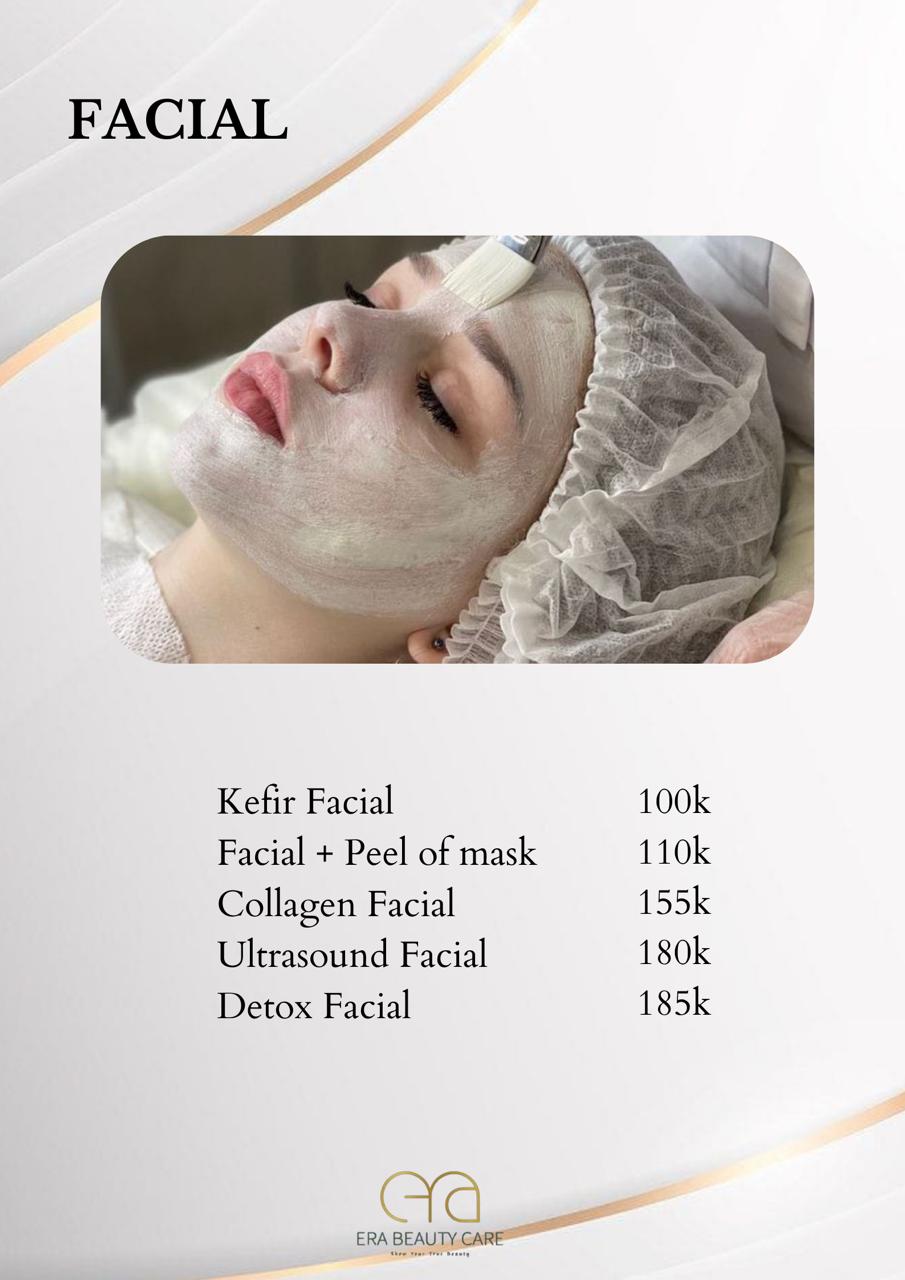 FACIAL
Kefir Facial 100k
Facial + Peel of mask 110k
Collagen Facial 155k
Ultrasound Facial 180k
Detox Facial 185k
era
ERA BEAUTY CARE
Show Your True Beauty